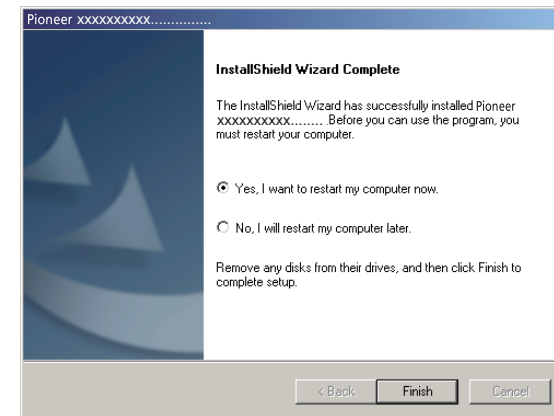 Pioneer xxxxxxxxxx...............
InstallShield Wizard Complete
The InstallShield Wizard has successfully installed Pioneer
xxxxxxxxxx........ .Before you can use the program, you
must restart your computer.
Yes, I want to restart my computer now.
No, I will restart my computer later.
Remove any disks from their drives, and then click Finish to
complete setup.
< Back Finish Cancel